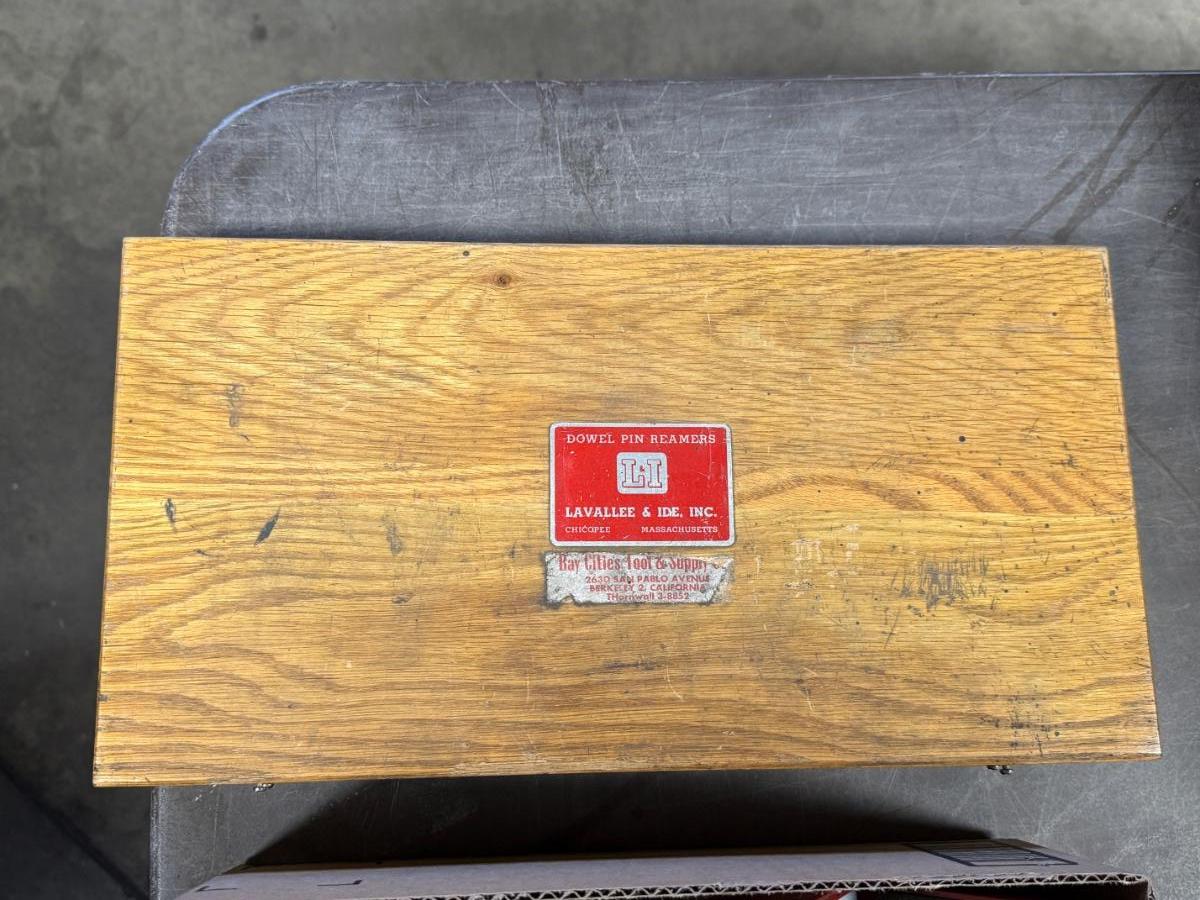 DOWEL PIN REAMERS
L&I
LAVALLEE & IDE, INC.
CHICOPEE MASSACHUSETTS
Bay Cities Tool & Supply
2630 SAN PABLO AVENUE
BERKELEY 2, CALIFORNIA
THornwall 3-8852